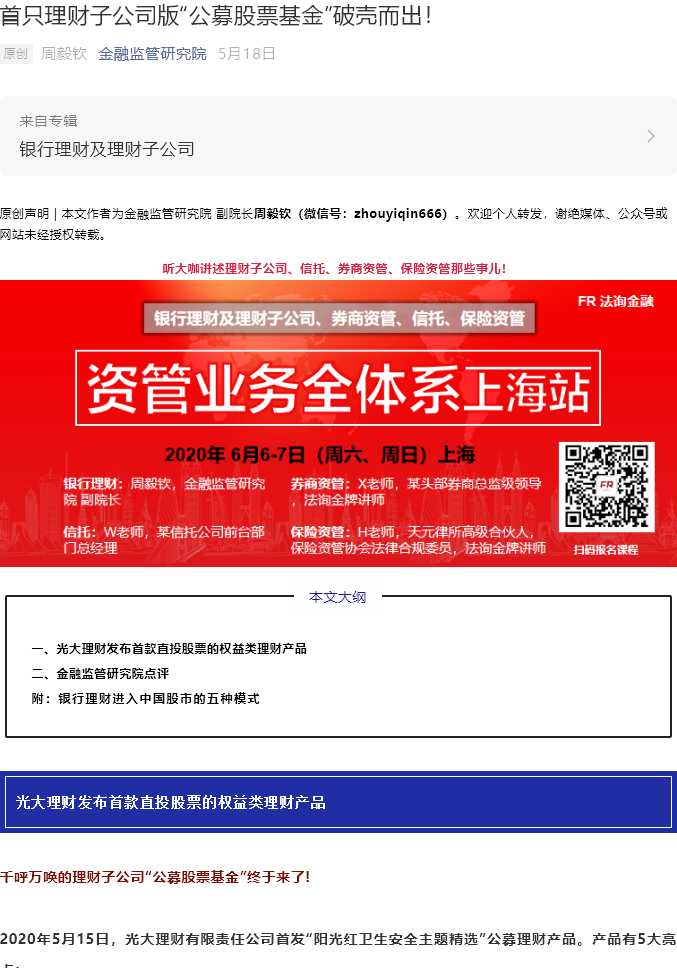 首只理财子公司版“公募股票基金”破壳而出！
原创 周毅钦 金融监管研究院 5月18日
来自专辑
银行理财及理财子公司
原创声明 | 本文作者为金融监管研究院 副院长周毅钦（微信号：zhouyiqin666）。欢迎个人转发，谢绝媒体、公众号或
网站未经授权转载。
听大咖讲述理财子公司、信托、券商资管、保险资管那些事儿！
FR 法询金融
银行理财及理财子公司、券商资管、信托、保险资管
资管业务全体系上海站
2020年 6月6-7日（周六、周日）上海
银行理财：周毅钦，金融监管研究
院 副院长
券商资管：X老师，某头部券商总监级领导
，法询金牌讲师
信托：W老师，某信托公司前台部
门总经理
保险资管：H老师，天元律所高级合伙人，
保险资管协会法律合规委员，法询金牌讲师
FR
扫码报名课程
本文大纲
一、光大理财发布首款直投股票的权益类理财产品
二、金融监管研究院点评
附：银行理财进入中国股市的五种模式
光大理财发布首款直投股票的权益类理财产品
千呼万唤的理财子公司“公募股票基金”终于来了！
2020年5月15日，光大理财有限责任公司首发“阳光红卫生安全主题精选”公募理财产品。产品有5大亮